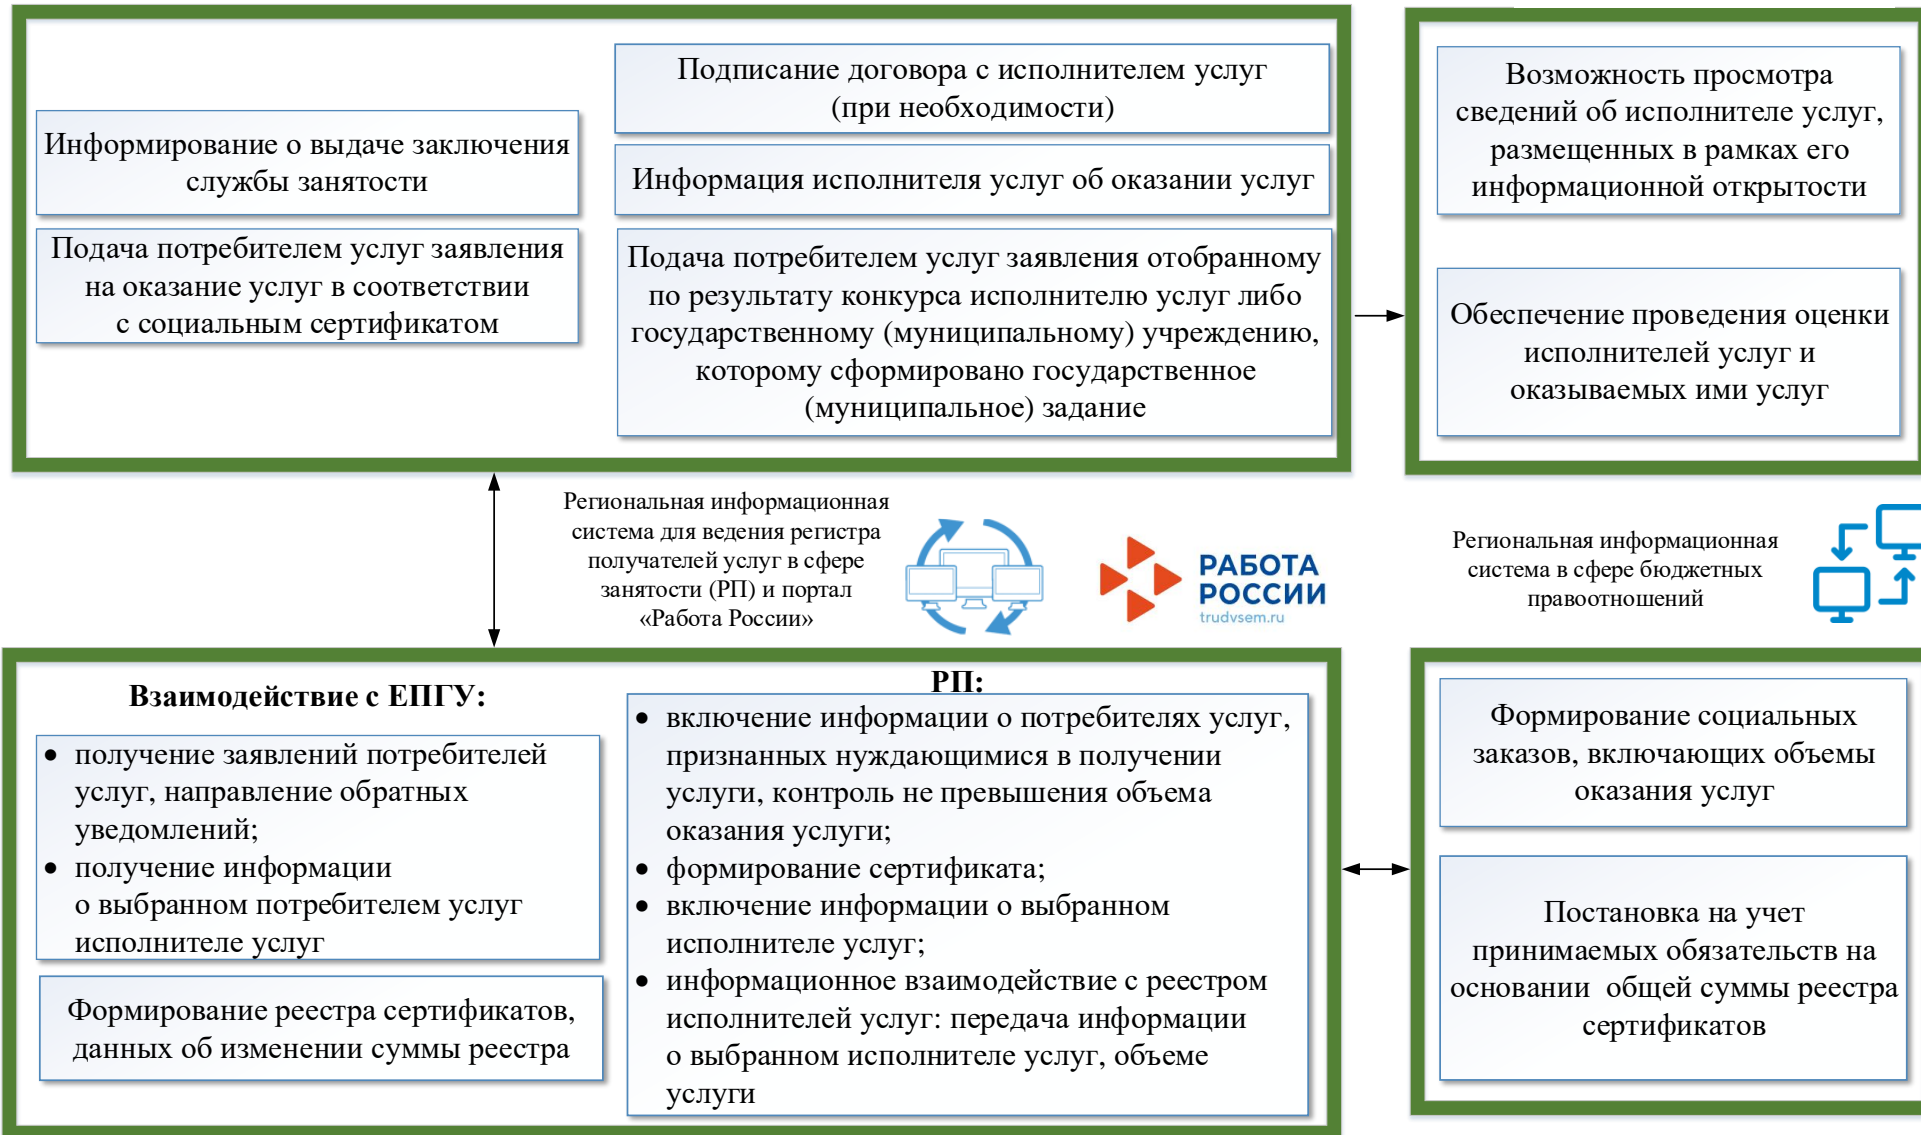 Информирование о выдаче заключения
службы занятости
Подача потребителем услуг заявления
на оказание услуг в соответствии
с социальным сертификатом
Подписание договора с исполнителем услуг
(при необходимости)
Информация исполнителя услуг об оказании услуг
Подача потребителем услуг заявления отобранному
по результату конкурса исполнителю услуг либо
государственному (муниципальному) учреждению,
которому сформировано государственное
(муниципальное) задание
Возможность просмотра
сведений об исполнителе услуг,
размещенных в рамках его
информационной открытости
Обеспечение проведения оценки
исполнителей услуг и
оказываемых ими услуг
Региональная информационная
система для ведения регистра
получателей услуг в сфере
занятости (РП) и портал
«Работа России»
РАБОТА
РОССИИ
trudvsem.ru
Региональная информационная
система в сфере бюджетных
правоотношений
Взаимодействие с ЕПГУ:
• получение заявлений потребителей
услуг, направление обратных
уведомлений;
• получение информации
о выбранном потребителем услуг
исполнителе услуг
Формирование реестра сертификатов,
данных об изменении суммы реестра
РП:
• включение информации о потребителях услуг,
признанных нуждающимися в получении
услуги, контроль не превышения объема
оказания услуги;
• формирование сертификата;
• включение информации о выбранном
исполнителе услуг;
• информационное взаимодействие с реестром
исполнителей услуг: передача информации
о выбранном исполнителе услуг, объеме
услуги
Формирование социальных
заказов, включающих объемы
оказания услуг
Постановка на учет
принимаемых обязательств на
основании общей суммы реестра
сертификатов